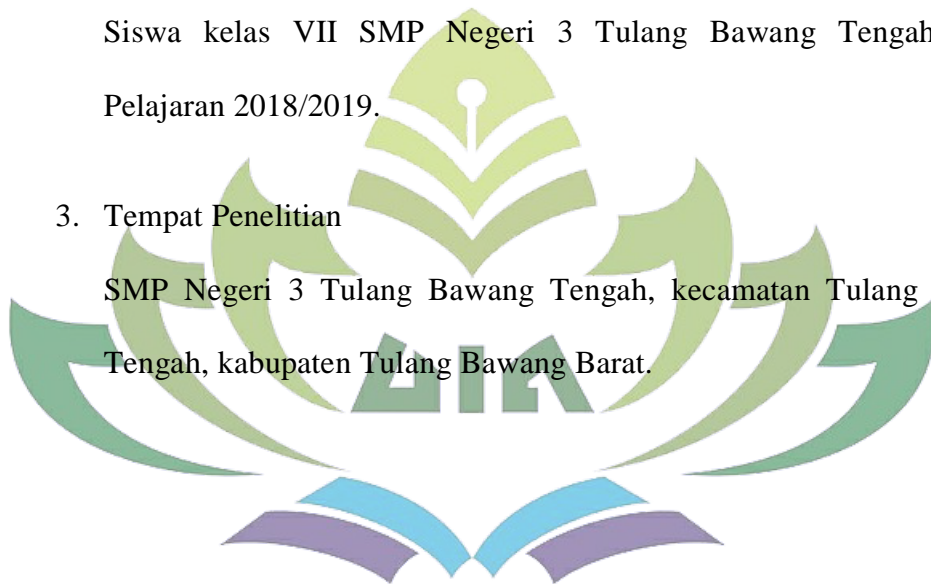 Siswa kelas VII SMP Negeri 3 Tulang Bawang Tengah
Pelajaran 2018/2019.
3. Tempat Penelitian
SMP Negeri 3 Tulang Bawang Tengah, kecamatan Tulang
Tengah, kabupaten Tulang Bawang Barat.
UIN